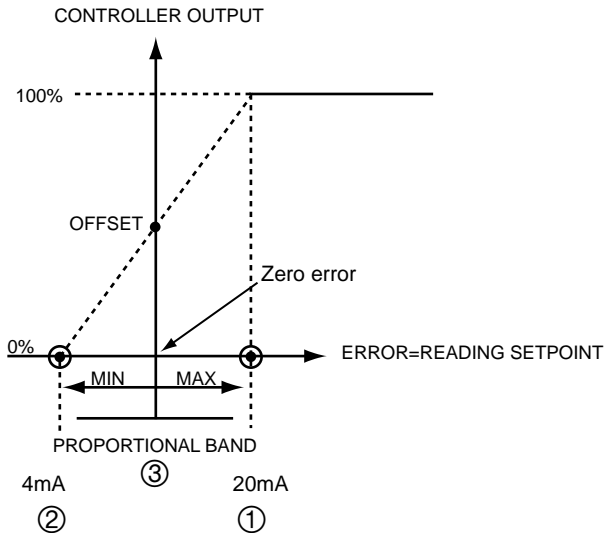 CONTROLLER OUTPUT
100%
OFFSET
Zero error
0%
ERROR=READING SETPOINT
MIN MAX
PROPORTIONAL BAND
③
4mA 20mA
② ①